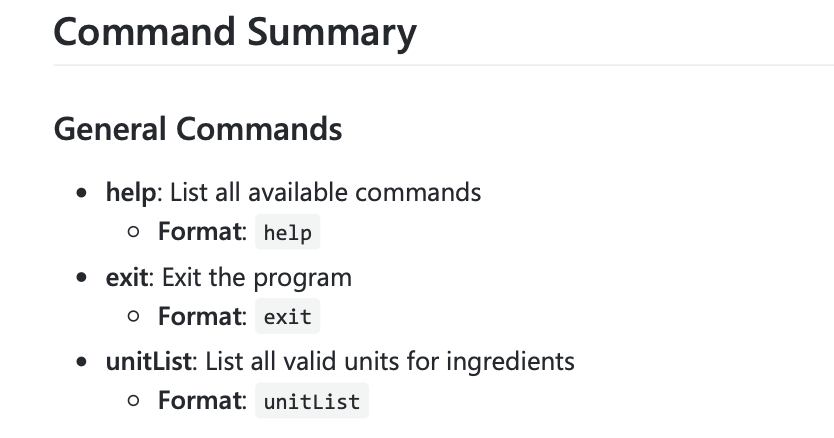 Command Summary
General Commands
• help: List all available commands
○ Format: help
• exit: Exit the program
○ Format: exit
• unitList: List all valid units for ingredients
○ Format: unitList